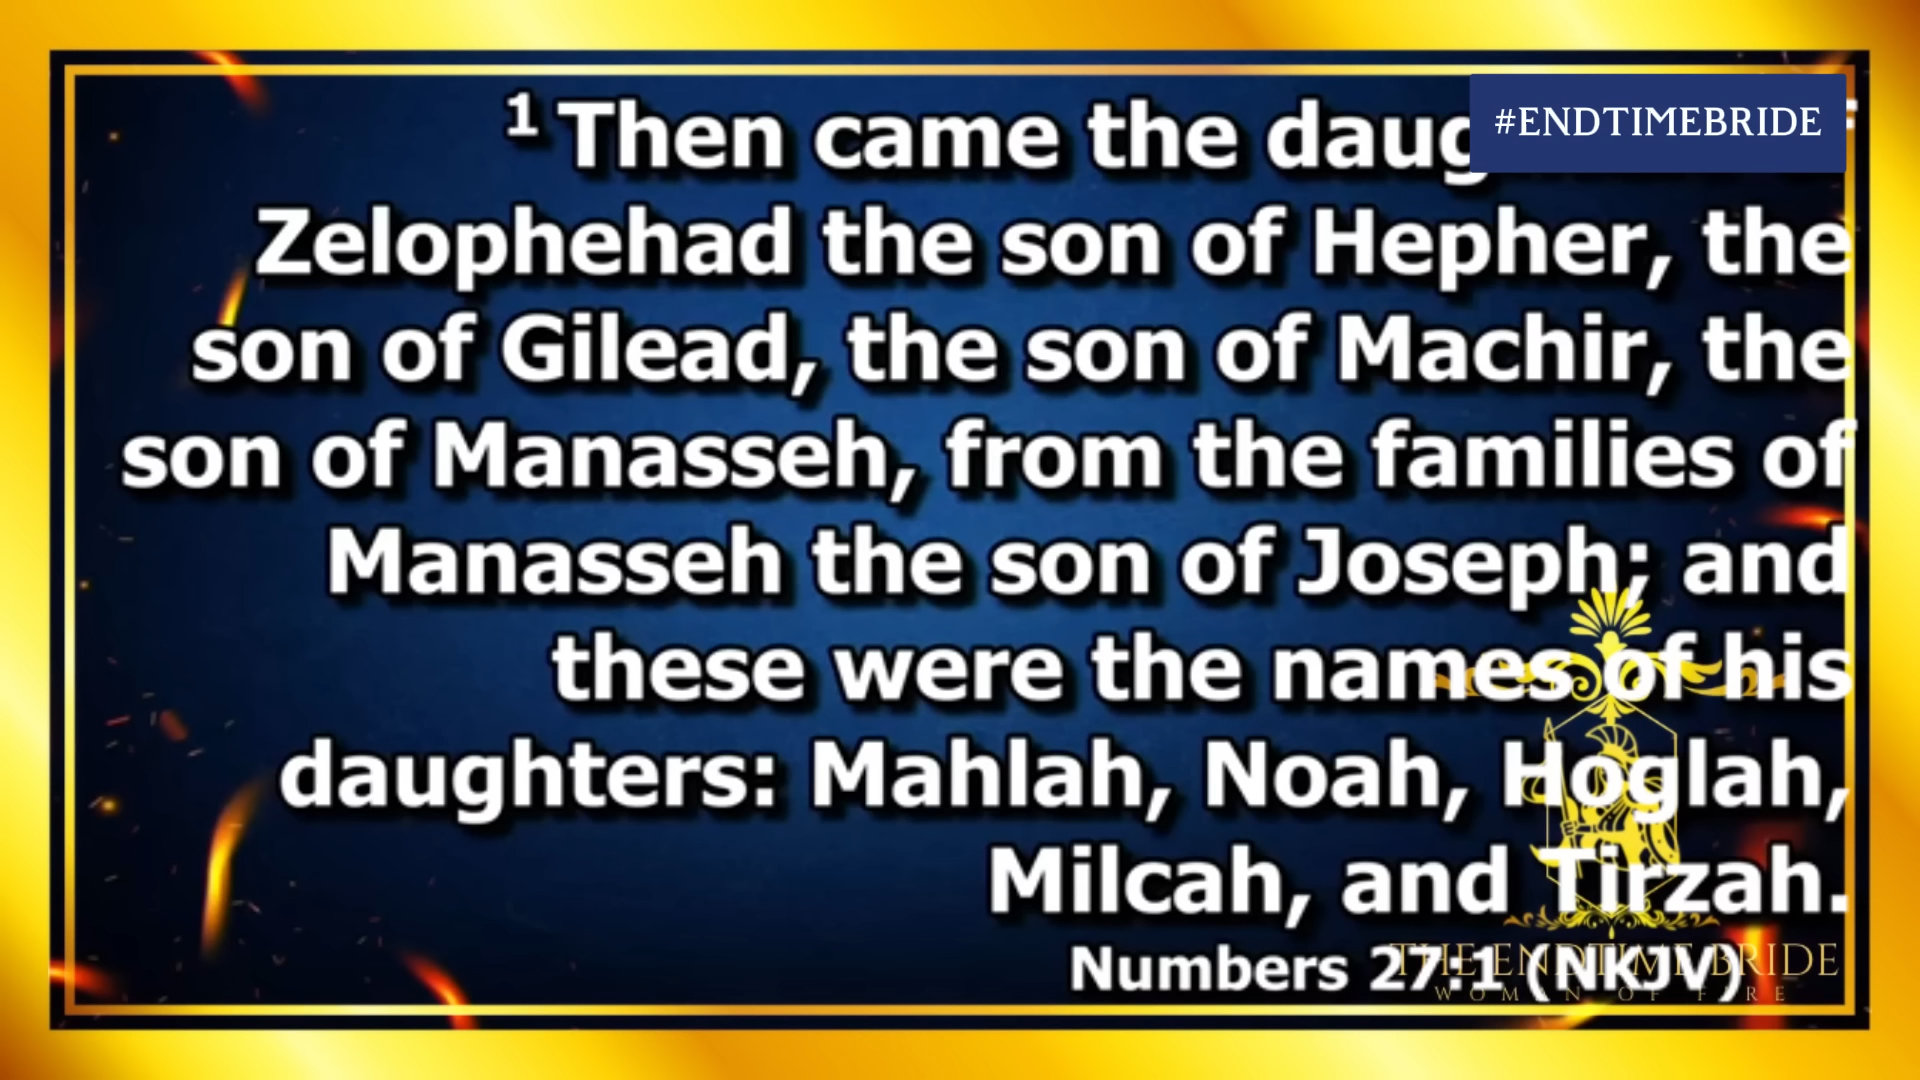 #ENDTIMEBRIDE
1 Then came the daug
Zelophehad the son of Hepher, the
son of Gilead, the son of Machir, the
son of Manasseh, from the families of
Manasseh the son of Joseph; and
these were the names of his
daughters: Mahlah, Noah, Hoglah,
Milcah, and Tirzah.
Numbers 27:1 (NKJV)
THE ENDTIME BRIDE
WOMAN OF FIRE